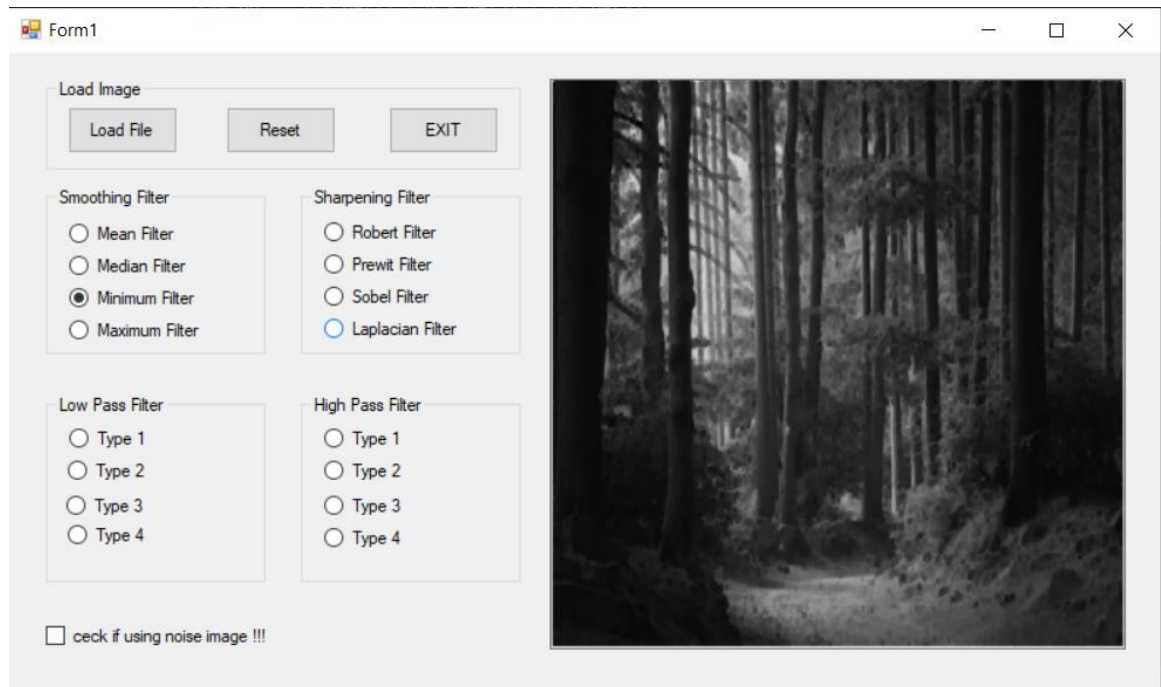 Form1
Load Image
Load File
Reset
EXIT
Smoothing Filter
Mean Filter
Median Filter
Minimum Filter
Maximum Filter
Sharpening Filter
Robert Filter
Prewit Filter
Sobel Filter
Laplacian Filter
Low Pass Filter
Type 1
Type 2
Type 3
Type 4
High Pass Filter
Type 1
Type 2
Type 3
Type 4
ceck if using noise image !!!